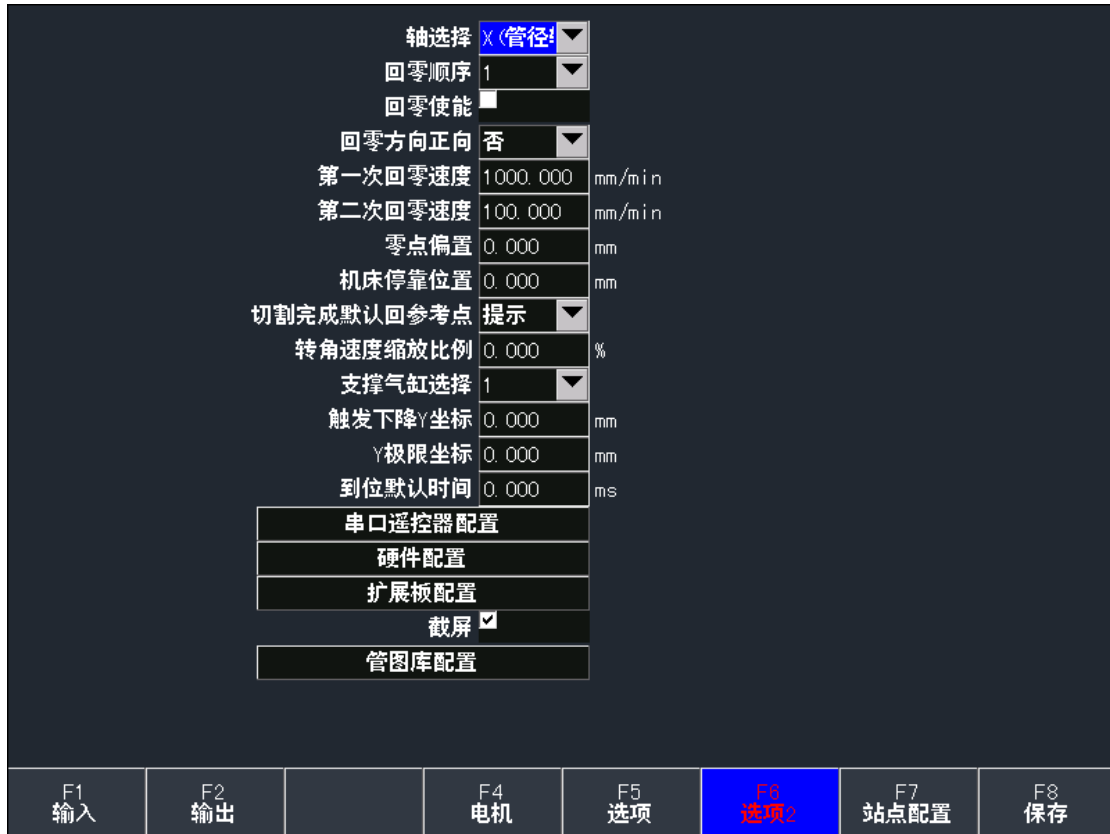 轴选择 X (管径
回零顺序 1
回零使能
回零方向正向 否
第一次回零速度 1000.000 mm/min
第二次回零速度 100.000 mm/min
零点偏置 0.000 mm
机床停靠位置 0.000 mm
切割完成默认回参考点 提示
转角速度缩放比例 0.000 %
支撑气缸选择 1
触发下降Y坐标 0.000 mm
Y极限坐标 0.000 mm
到位默认时间 0.000 ms
串口遥控器配置
硬件配置
扩展板配置
截屏
管图库配置
F1 F2 F4 F5 F6 F7 F8
输入 输出 电机 选项 选项2 站点配置 保存